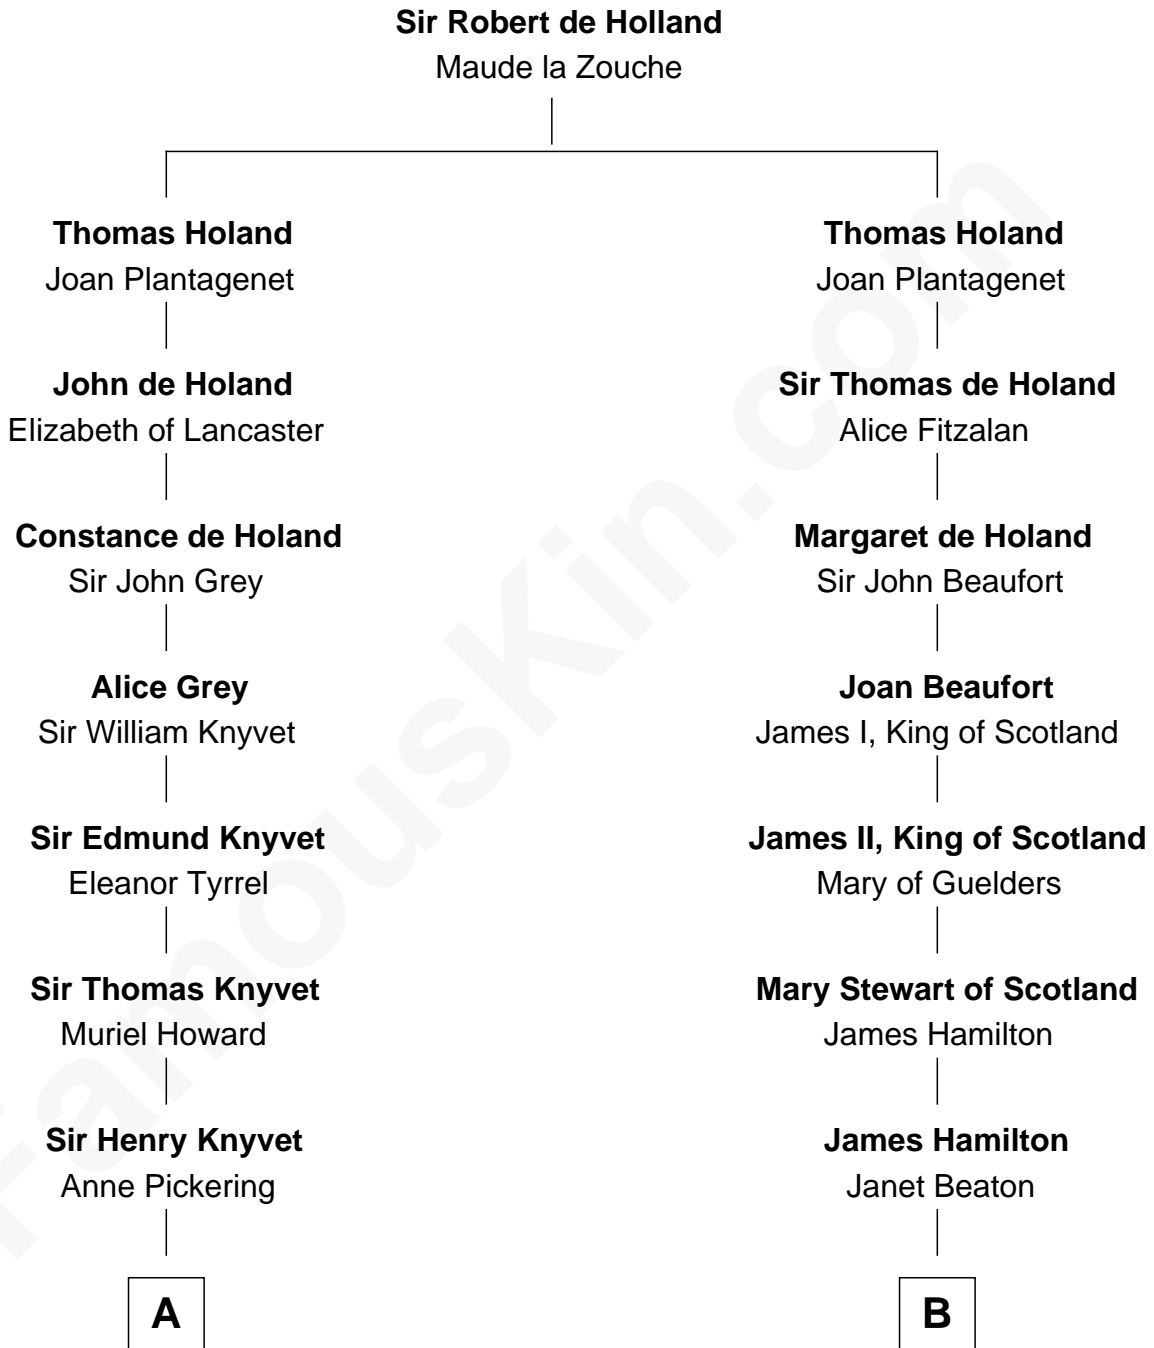 Sir Robert de Holland
Maude la Zouche
Thomas Holand
Joan Plantagenet
John de Holand
Elizabeth of Lancaster
Constance de Holand
Sir John Grey
Alice Grey
Sir William Knyvet
Sir Edmund Knyvet
Eleanor Tyrrel
Sir Thomas Knyvet
Muriel Howard
Sir Henry Knyvet
Anne Pickering
A
Thomas Holand
Joan Plantagenet
Sir Thomas de Holand
Alice Fitzalan
Margaret de Holand
Sir John Beaufort
Joan Beaufort
James I, King of Scotland
James II, King of Scotland
Mary of Guelders
Mary Stewart of Scotland
James Hamilton
James Hamilton
Janet Beaton
B
FamousKin.com